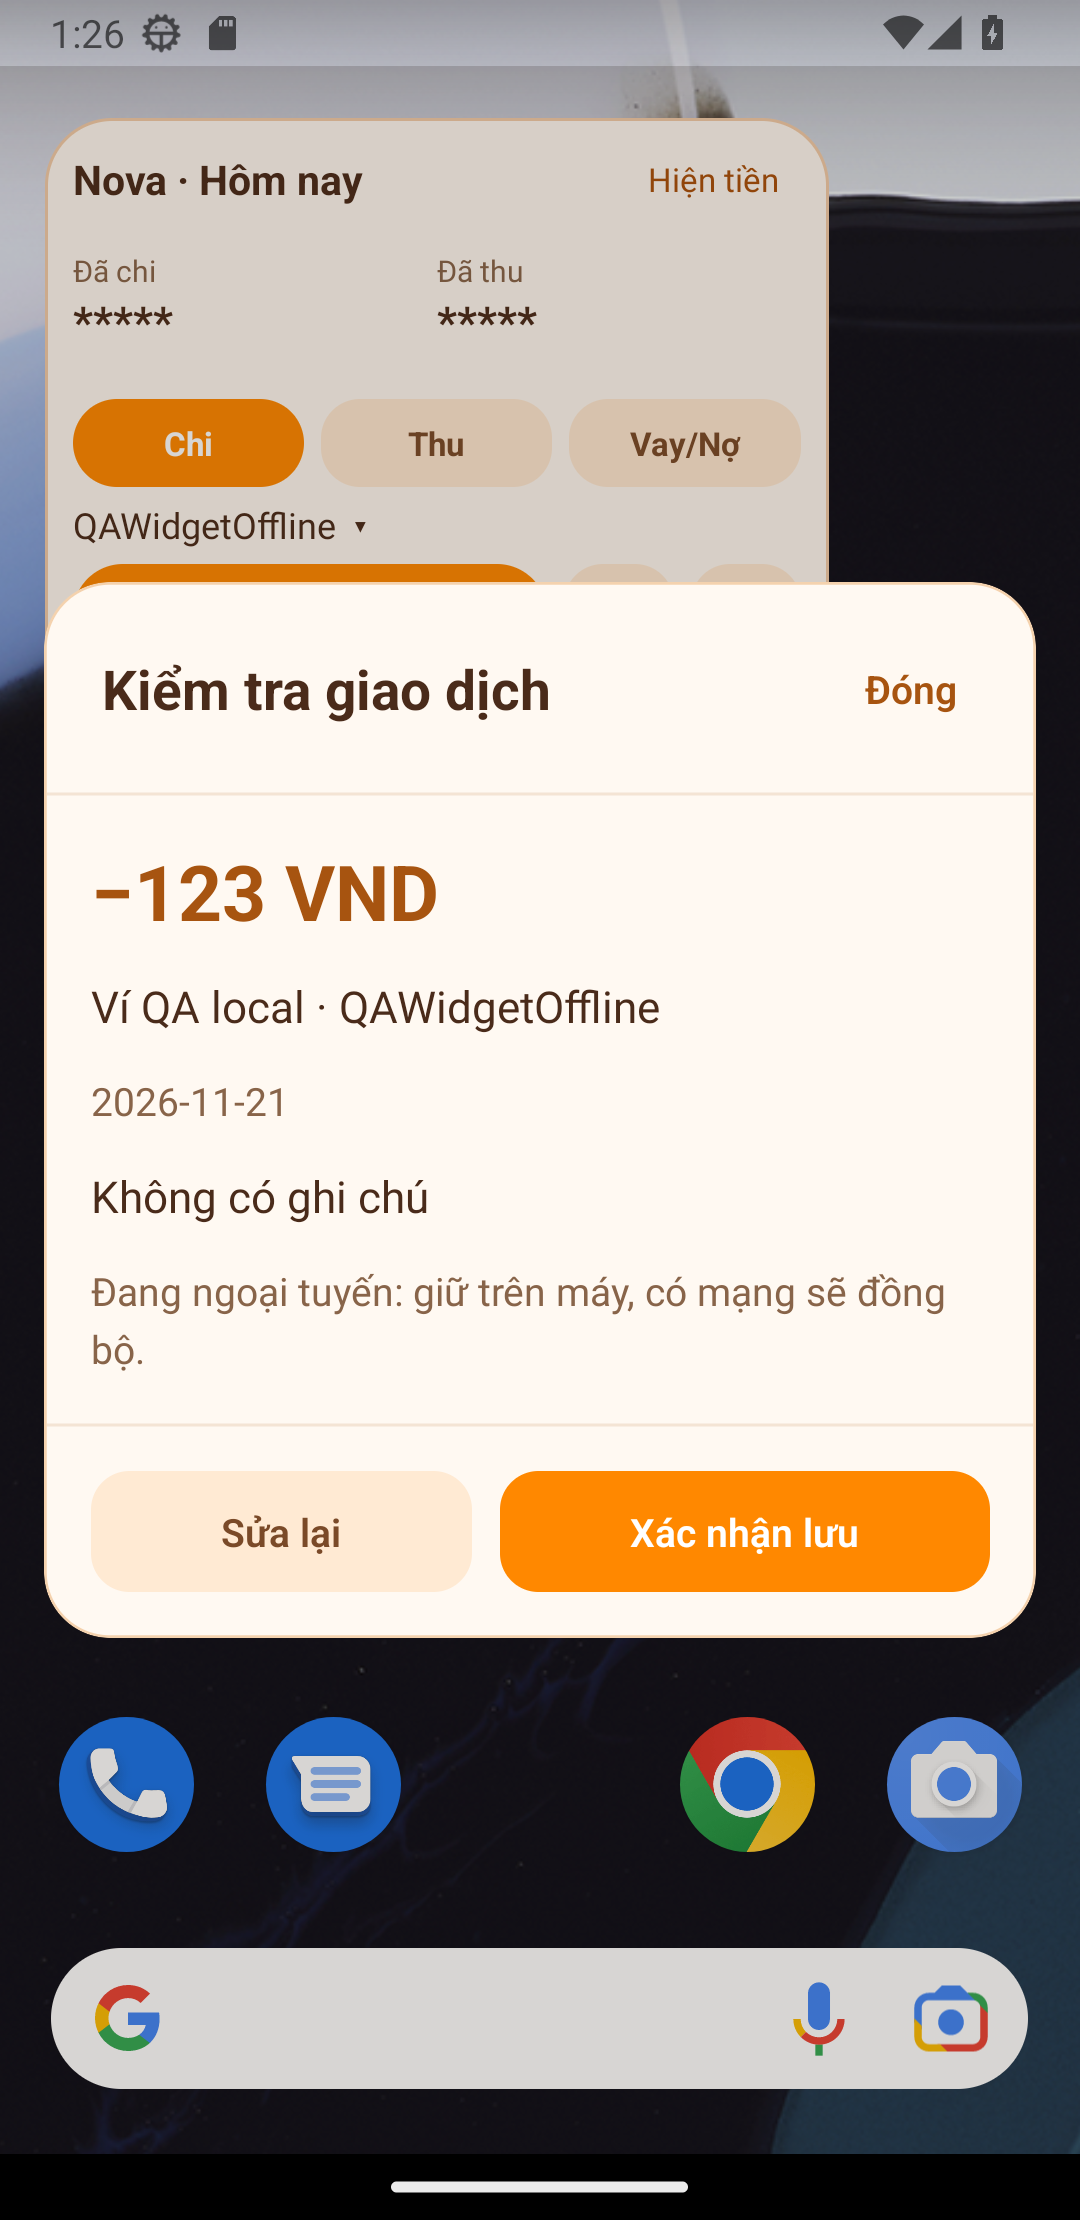 1:26
Nova · Hôm nay
Hiện tiền
Đã chi
Đã thu
*****
*****
Chi
Thu
Vay/Nợ
QAWidgetOffline ▾
Kiểm tra giao dịch
Đóng
−123 VND
Ví QA local · QAWidgetOffline
2026-11-21
Không có ghi chú
Đang ngoại tuyến: giữ trên máy, có mạng sẽ đồng
bộ.
Sửa lại
Xác nhận lưu